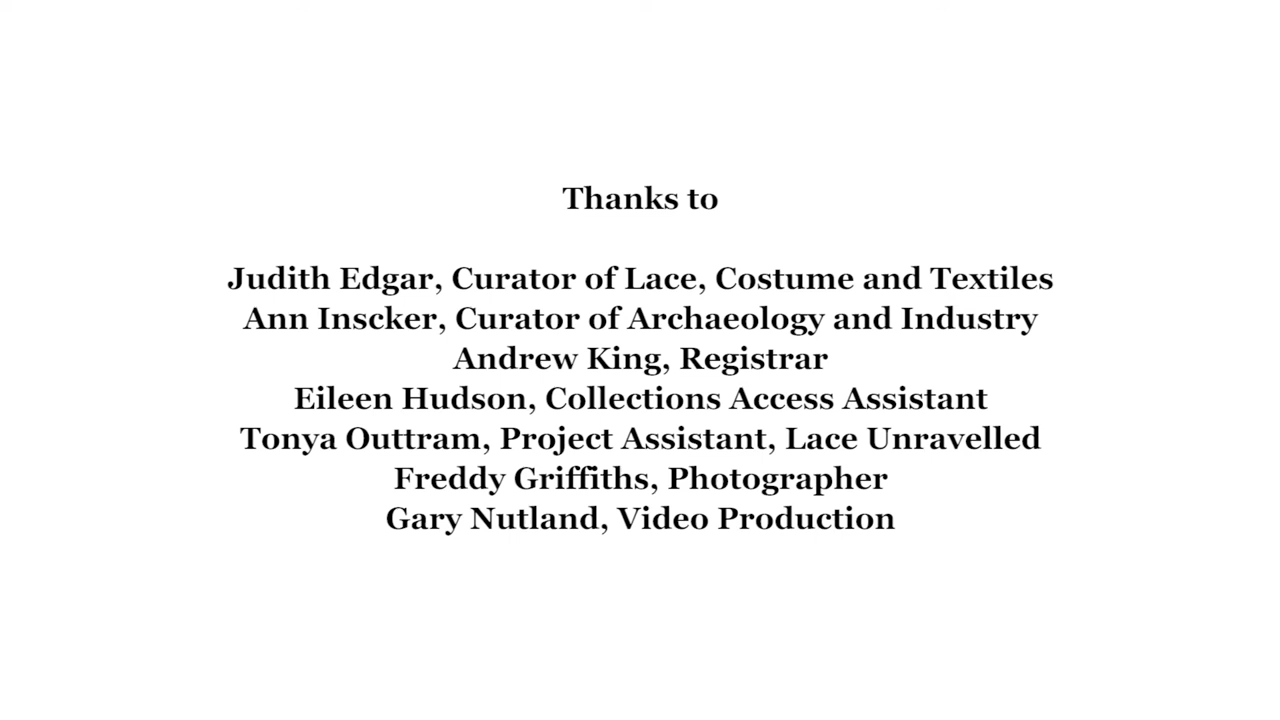 Thanks to
Judith Edgar, Curator of Lace, Costume and Textiles
Ann Inscker, Curator of Archaeology and Industry
Andrew King, Registrar
Eileen Hudson, Collections Access Assistant
Tonya Outtram, Project Assistant, Lace Unravelled
Freddy Griffiths, Photographer
Gary Nutland, Video Production